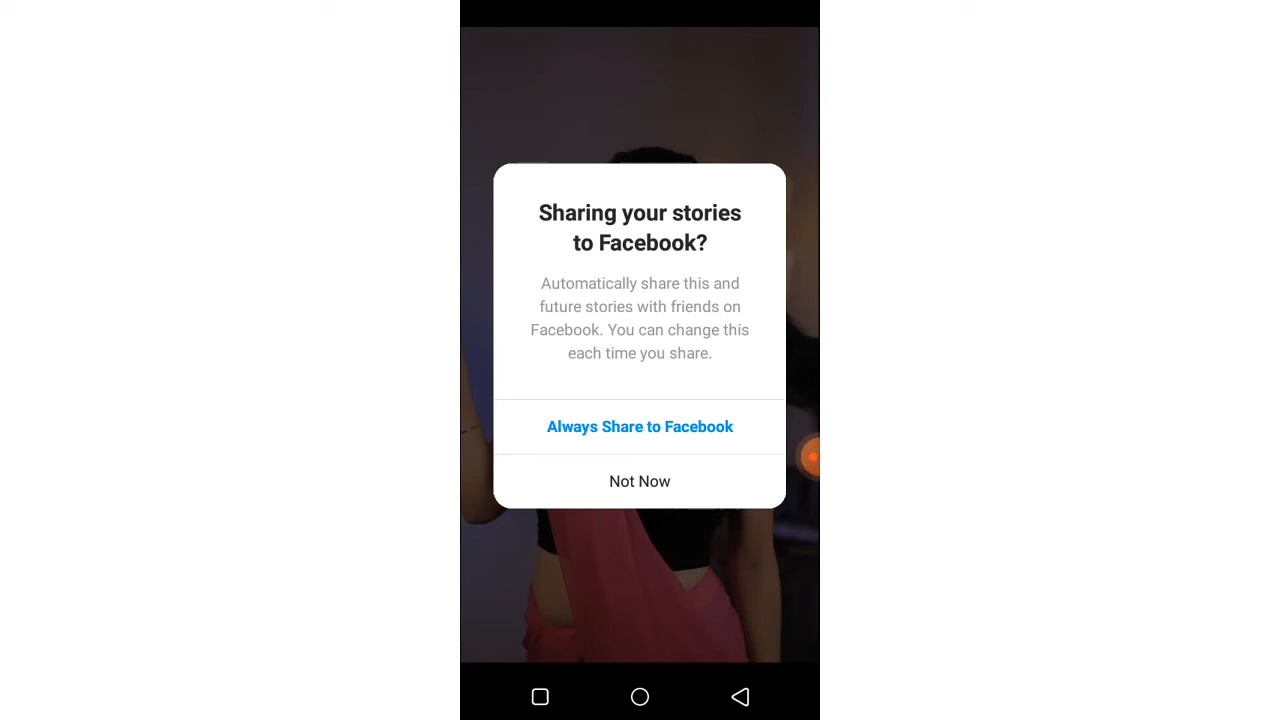 Sharing your stories
to Facebook?
Automatically share this and
future stories with friends on
Facebook. You can change this
each time you share.
Always Share to Facebook
Not Now